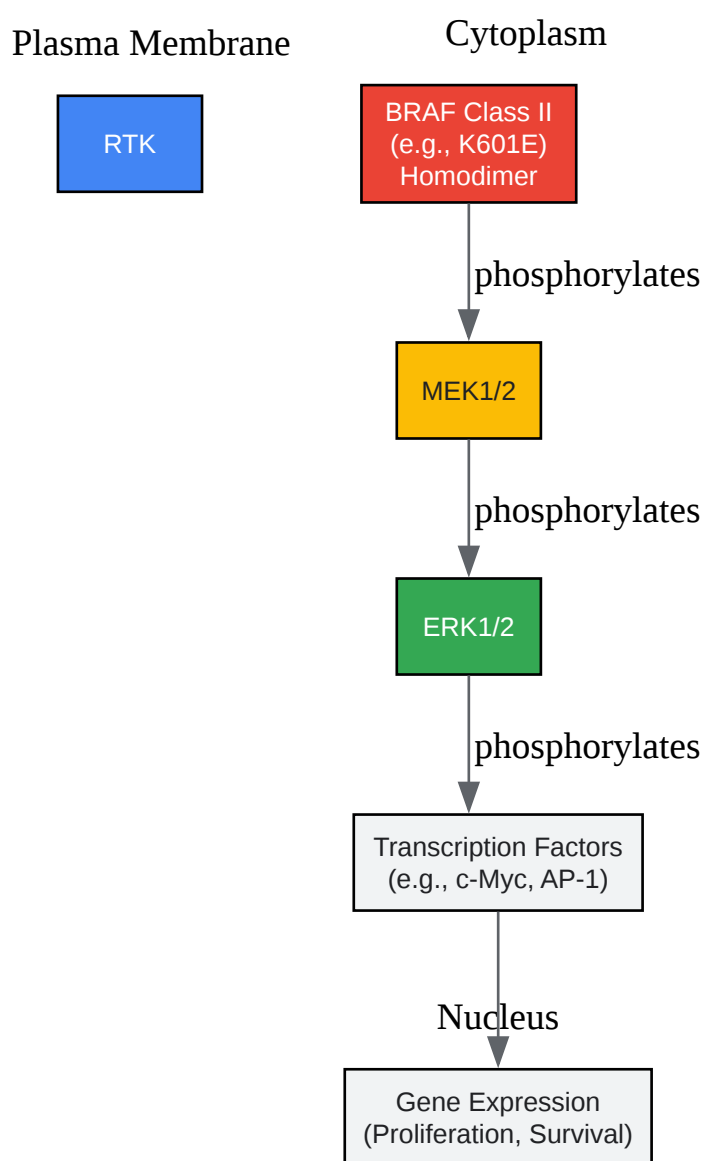 Plasma Membrane
Cytoplasm
RTK
BRAF Class II
(e.g., K601E)
Homodimer
phosphorylates
MEK1/2
phosphorylates
ERK1/2
phosphorylates
Transcription Factors
(e.g., c-Myc, AP-1)
Nucleus
Gene Expression
(Proliferation, Survival)